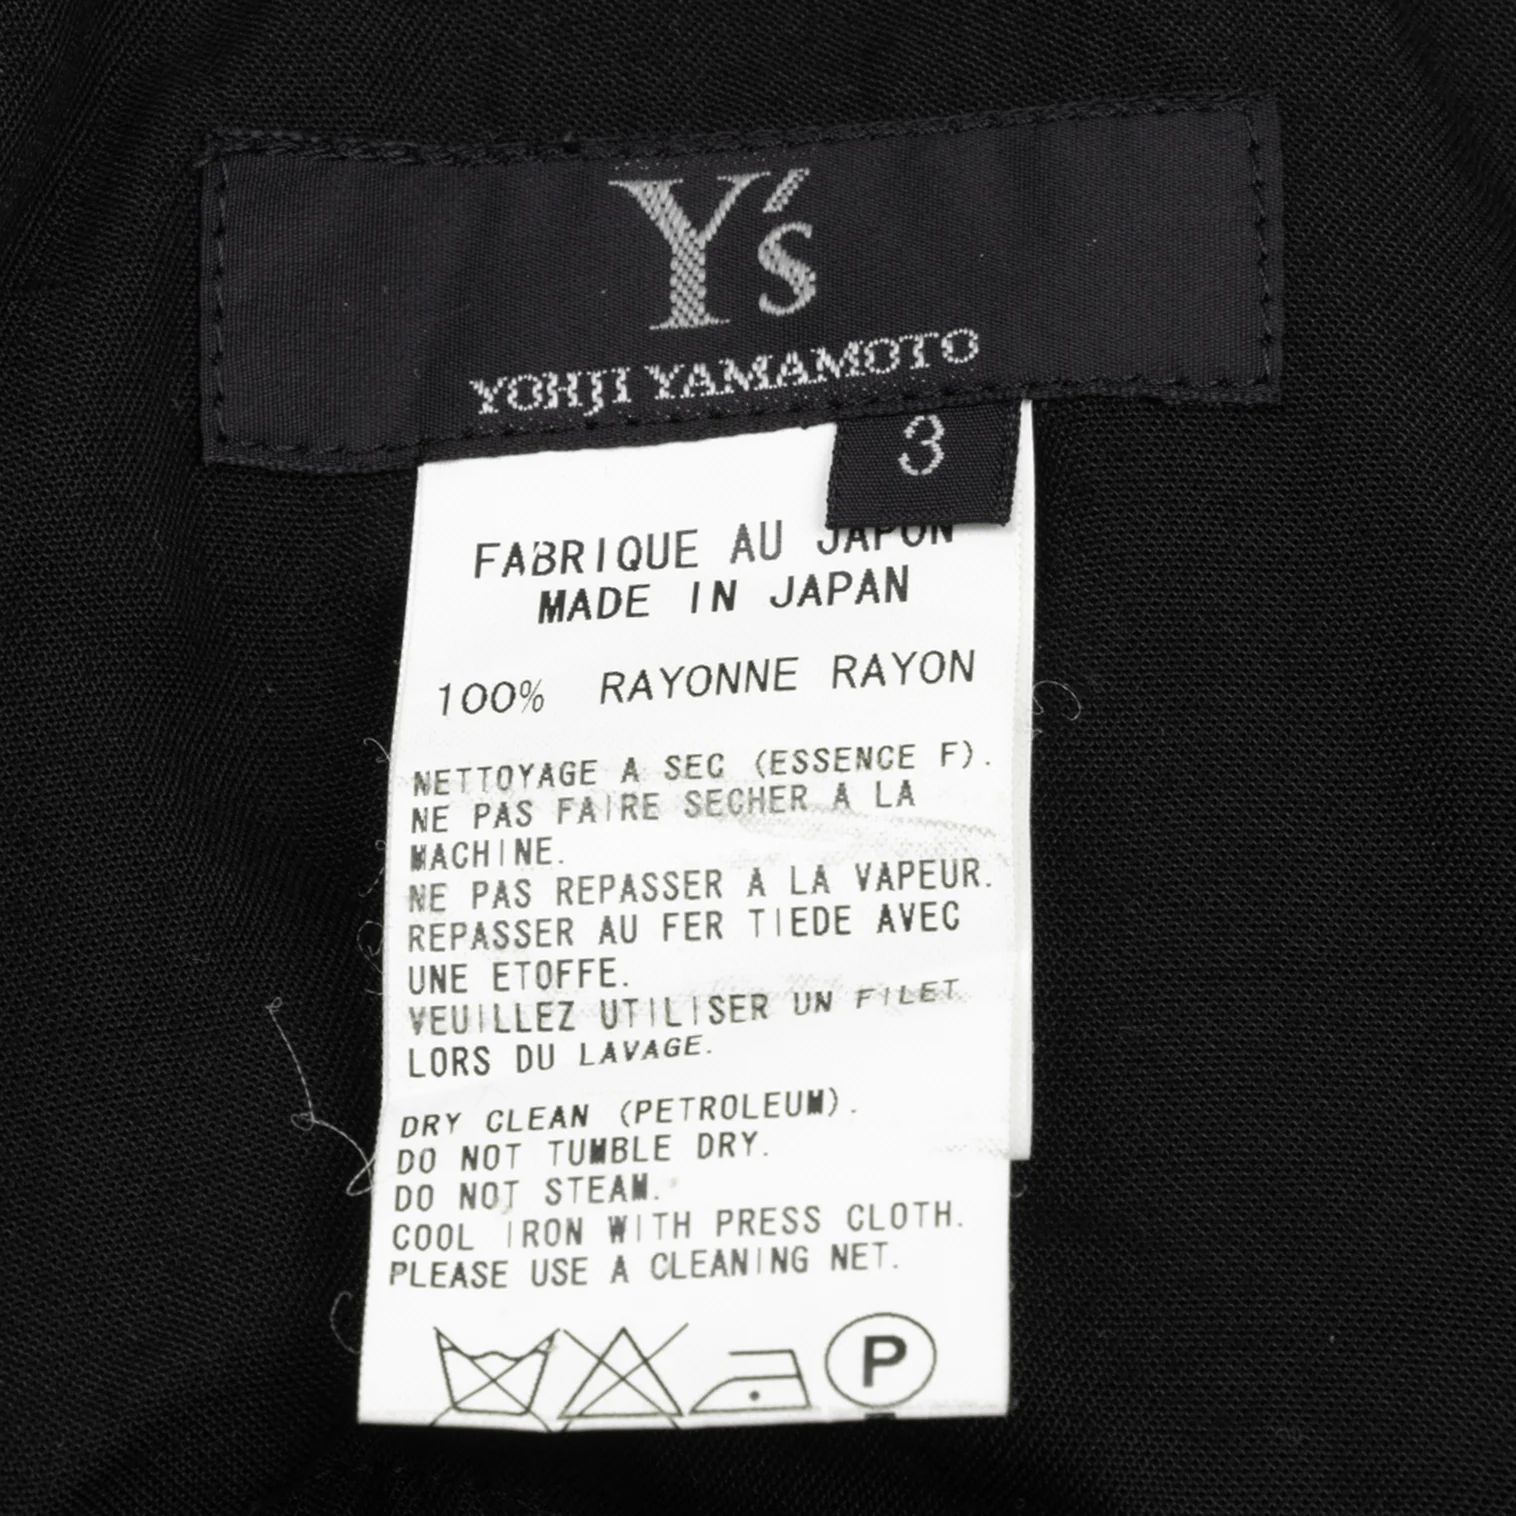 Y's
YOHJI YAMAMOTO
3
FABRIQUE AU JAPON
MADE IN JAPAN
100% RAYONNE RAYON
NETTOYAGE A SEC (ESSENCE F).
NE PAS FAIRE SECHER A LA
MACHINE.
NE PAS REPASSER A LA VAPEUR.
REPASSER AU FER TIEDE AVEC
UNE ETOFFE.
VEUILLEZ UTILISER UN FILET
LORS DU LAVAGE.
DRY CLEAN (PETROLEUM).
DO NOT TUMBLE DRY.
DO NOT STEAM.
COOL IRON WITH PRESS CLOTH.
PLEASE USE A CLEANING NET.
P